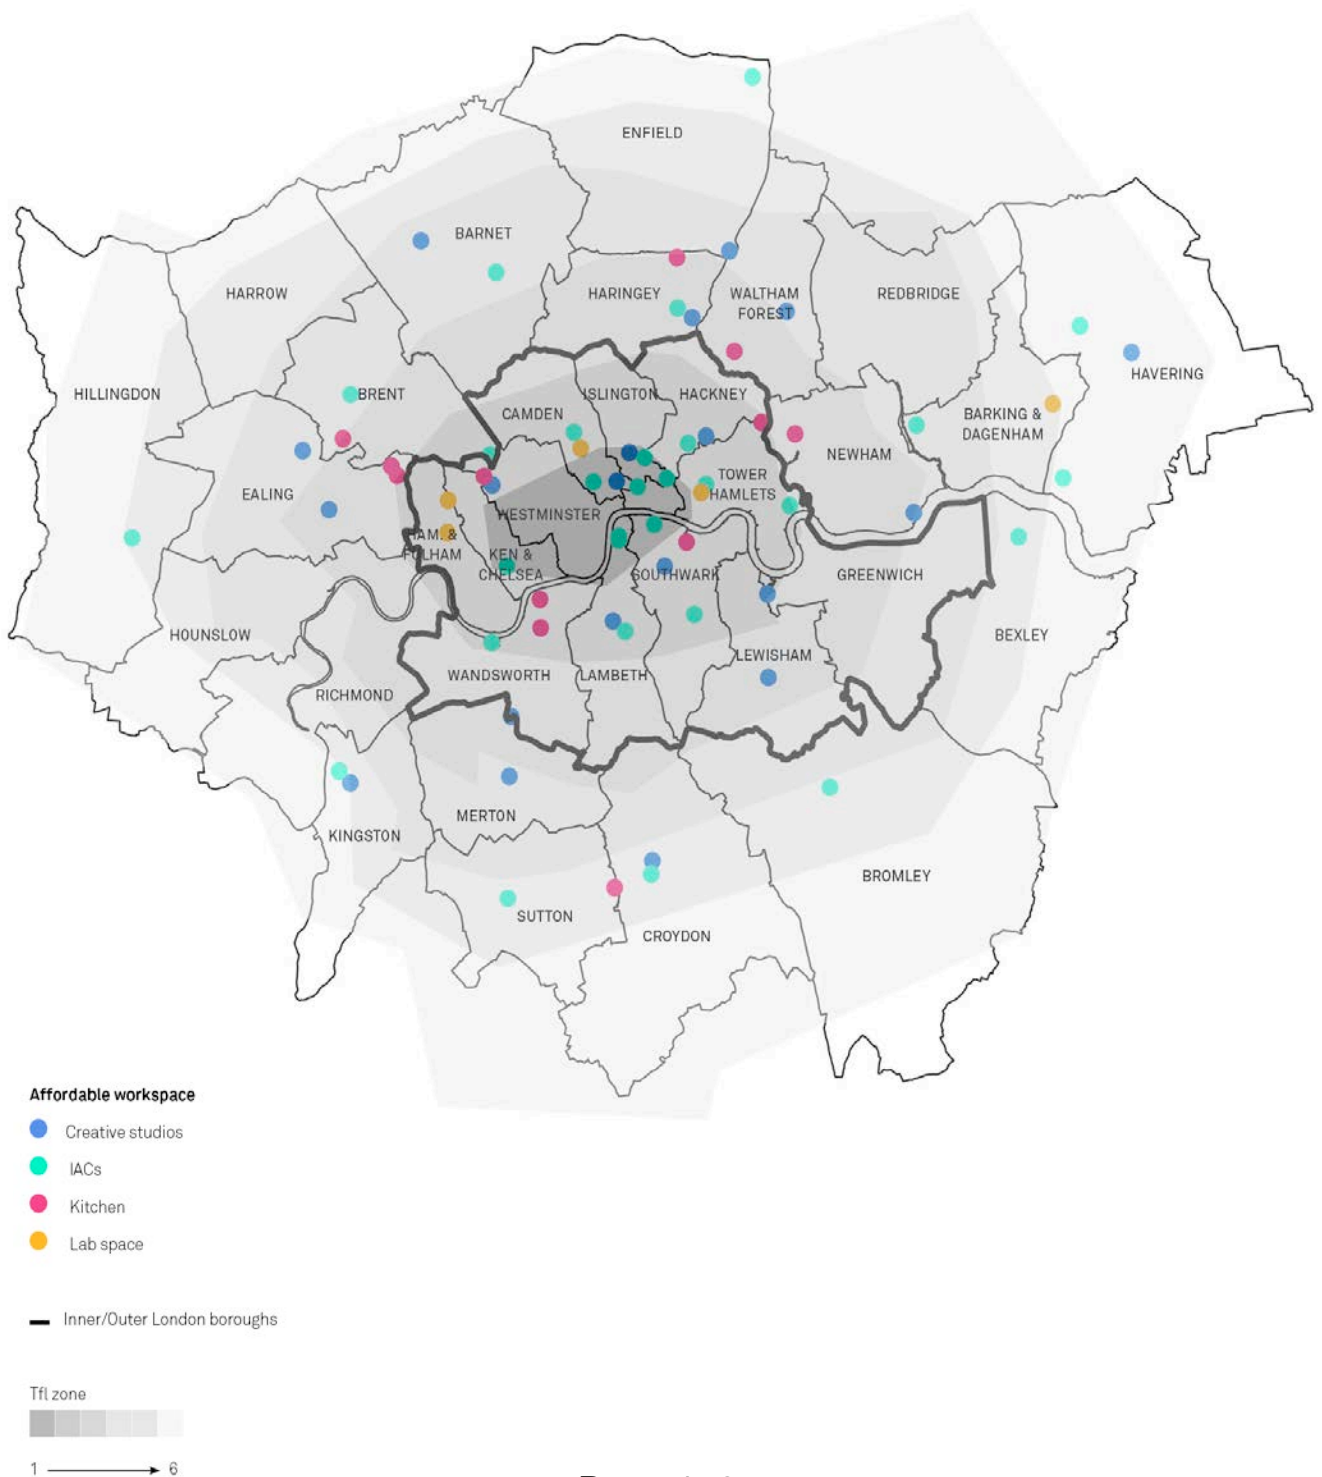 ENFIELD
BARNET
HARROW
HARINGEY
WALTHAM
FOREST
REDBRIDGE
HAVERING
HILLINGDON
BRENT
ISLINGTON
HACKNEY
CAMDEN
BARKING &
DAGENHAM
NEWHAM
EALING
TOWER
HAMLETS
WESTMINSTER
HAM. &
FULHAM
KEN &
CHELSEA
SOUTHWARK
GREENWICH
HOUNSLOW
BEXLEY
RICHMOND
WANDSWORTH
LAMBETH
LEWISHAM
MERTON
KINGSTON
BROMLEY
SUTTON
CROYDON
Affordable workspace
Creative studios
IACs
Kitchen
Lab space
Inner/Outer London boroughs
Tfl zone
1 6